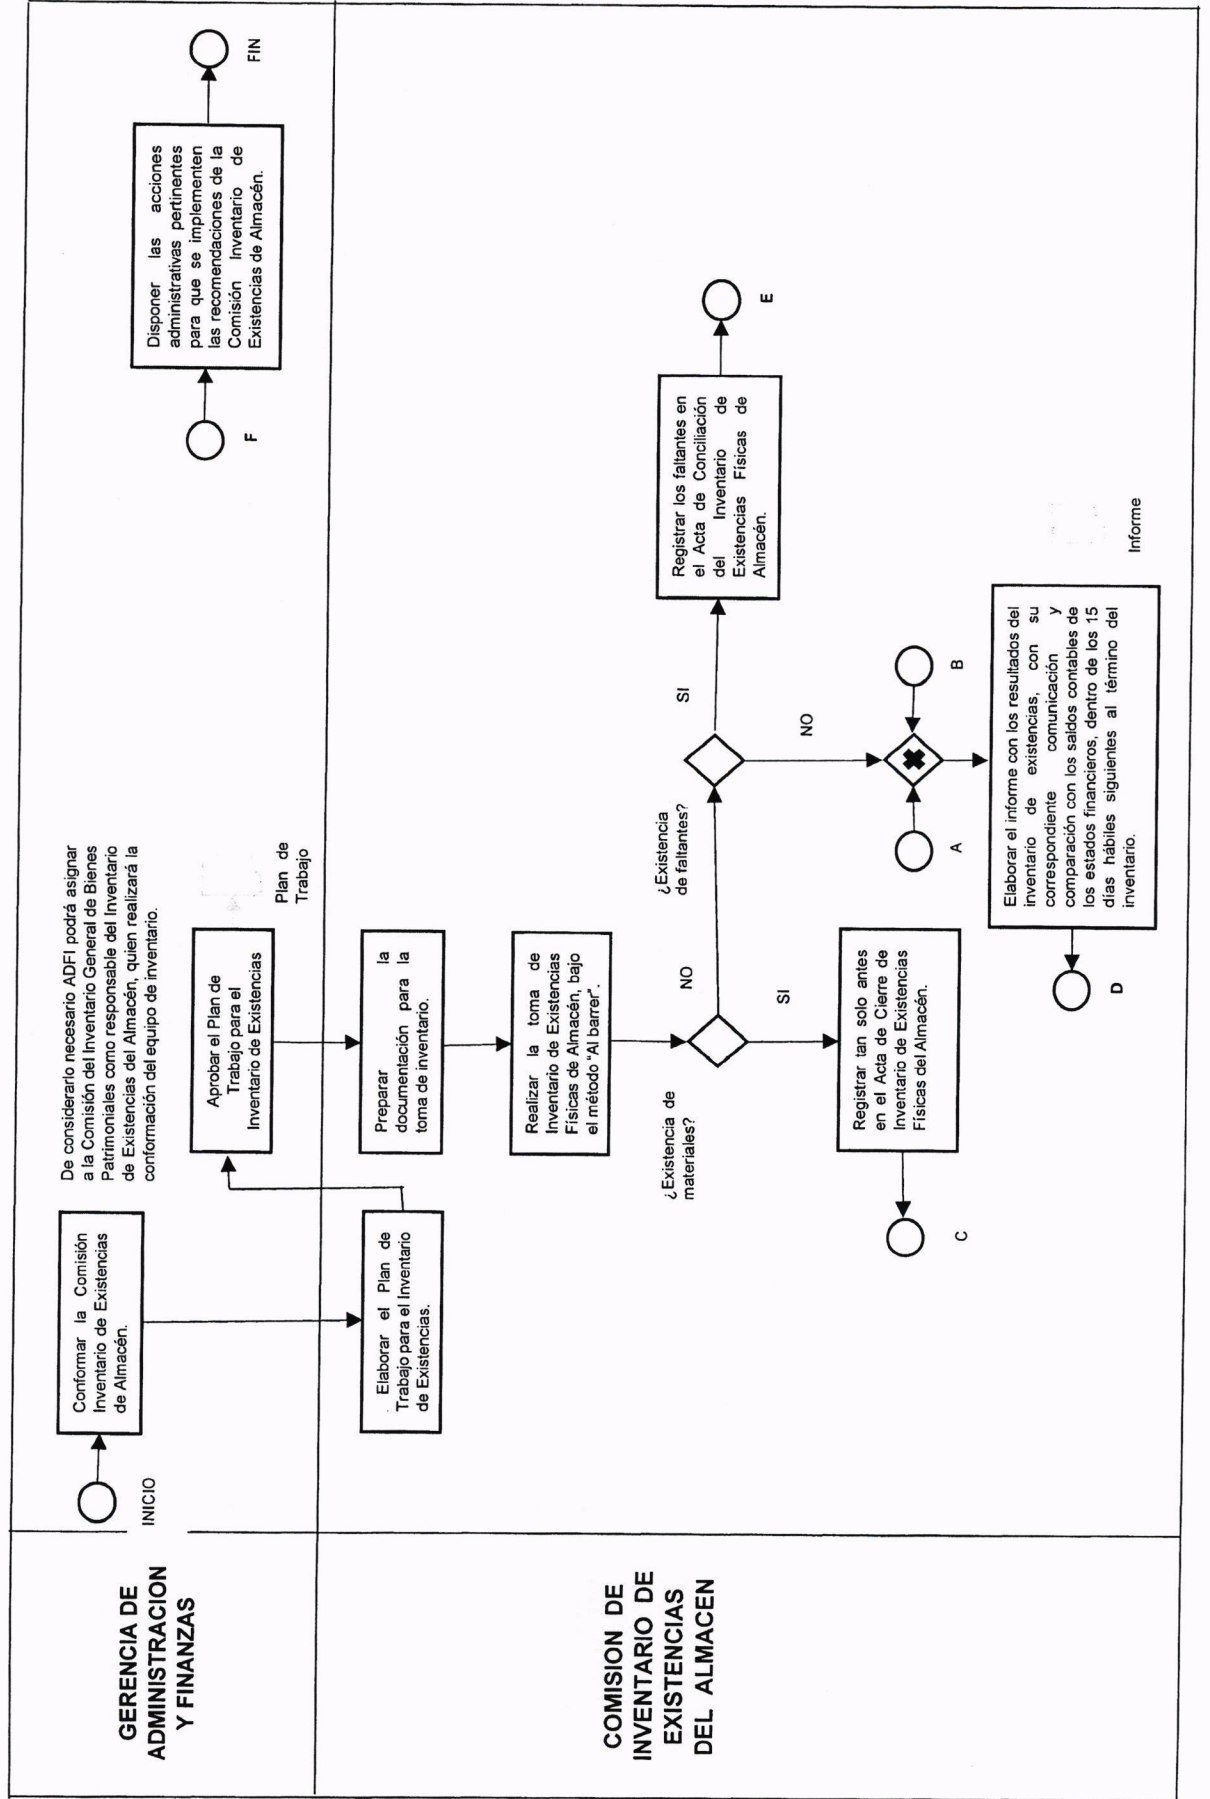 GERENCIA DE
ADMINISTRACION
Y FINANZAS
INICIO
Conformar la Comisión
Inventario de Existencias
de Almacén.
De considerarlo necesario ADFI podrá asignar
a la Comisión del Inventario General de Bienes
Patrimoniales como responsable del Inventario
de Existencias del Almacén, quien realizará la
conformación del equipo de inventario.
Aprobar el Plan de
Trabajo para el
Inventario de Existencias
Plan de
Trabajo
F
Disponer las acciones
administrativas pertinentes
para que se implementen
las recomendaciones de la
Comisión Inventario de
Existencias de Almacén.
FIN
COMISION DE
INVENTARIO DE
EXISTENCIAS
DEL ALMACEN
Elaborar el Plan de
Trabajo para el Inventario
de Existencias.
Preparar la
documentación para la
toma de inventario.
Realizar la toma de
Inventario de Existencias
Físicas de Almacén, bajo
el método "Al barrer".
¿Existencia de
materiales?
NO
SI
Registrar tan solo antes
en el Acta de Cierre de
Inventario de Existencias
Físicas del Almacén.
C
¿Existencia
de faltantes?
SI
NO
Registrar los faltantes en
el Acta de Conciliación
del Inventario de
Existencias Físicas de
Almacén.
E
A
B
Elaborar el informe con los resultados del
inventario de existencias, con su
correspondiente comunicación y
comparación con los saldos contables de
los estados financieros, dentro de los 15
días hábiles siguientes al término del
inventario.
Informe
D